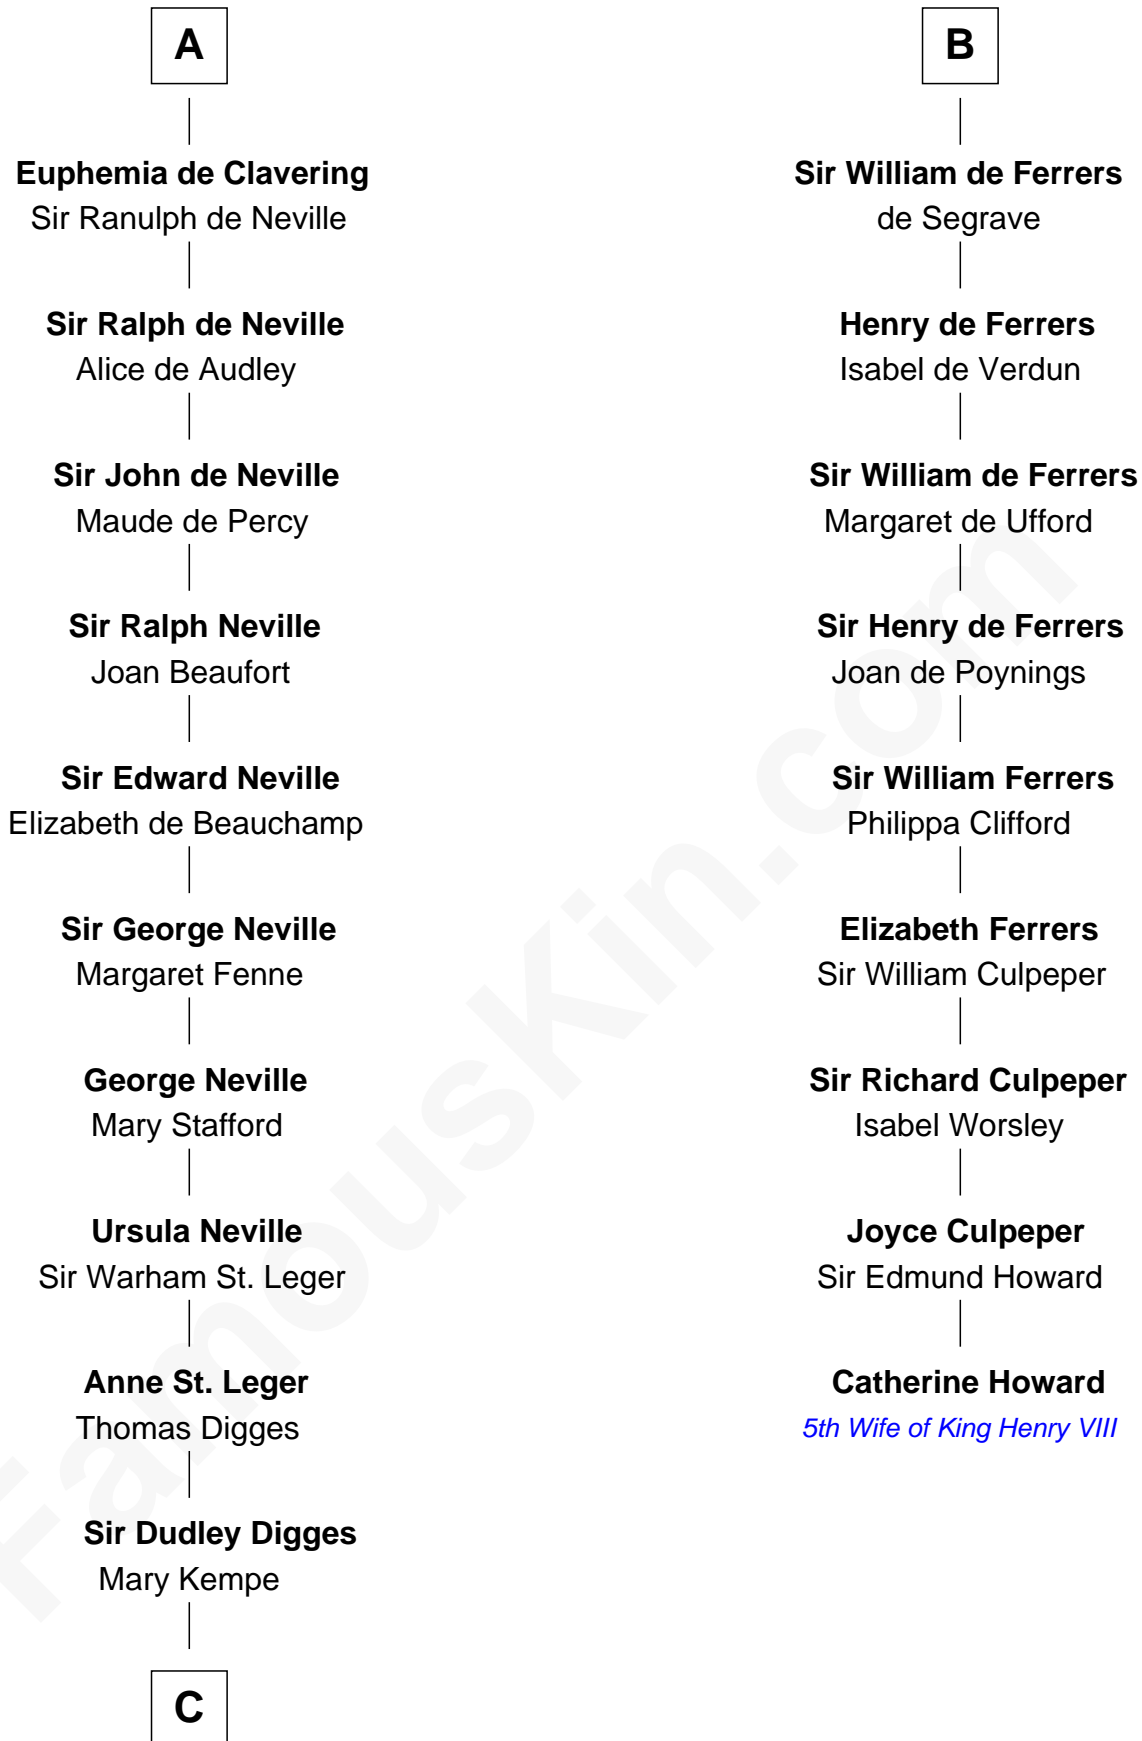 A
Euphemia de Clavering
Sir Ranulph de Neville
Sir Ralph de Neville
Alice de Audley
Sir John de Neville
Maude de Percy
Sir Ralph Neville
Joan Beaufort
Sir Edward Neville
Elizabeth de Beauchamp
Sir George Neville
Margaret Fenne
George Neville
Mary Stafford
Ursula Neville
Sir Warham St. Leger
Anne St. Leger
Thomas Digges
Sir Dudley Digges
Mary Kempe
C
B
Sir William de Ferrers
de Segrave
Henry de Ferrers
Isabel de Verdun
Sir William de Ferrers
Margaret de Ufford
Sir Henry de Ferrers
Joan de Poynings
Sir William Ferrers
Philippa Clifford
Elizabeth Ferrers
Sir William Culpeper
Sir Richard Culpeper
Isabel Worsley
Joyce Culpeper
Sir Edmund Howard
Catherine Howard
5th Wife of King Henry VIII
FamousKin.com